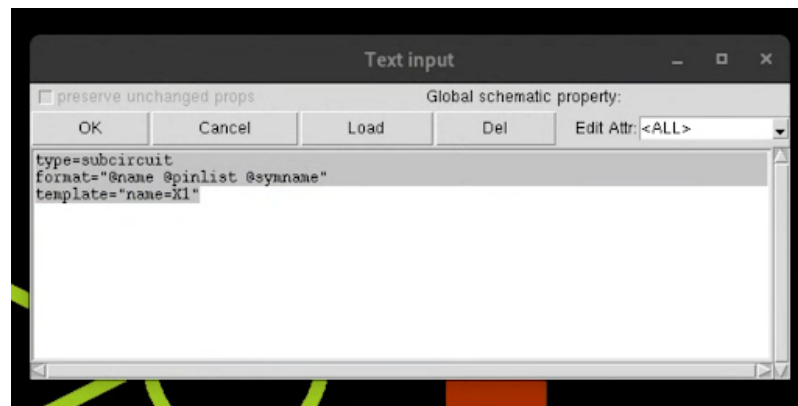 Text input
preserve unchanged props
Global schematic property:
OK
Cancel
Load
Del
Edit Attr: <ALL>
type=subcircuit
format="@name @pinlist @symname"
template="name=X1"